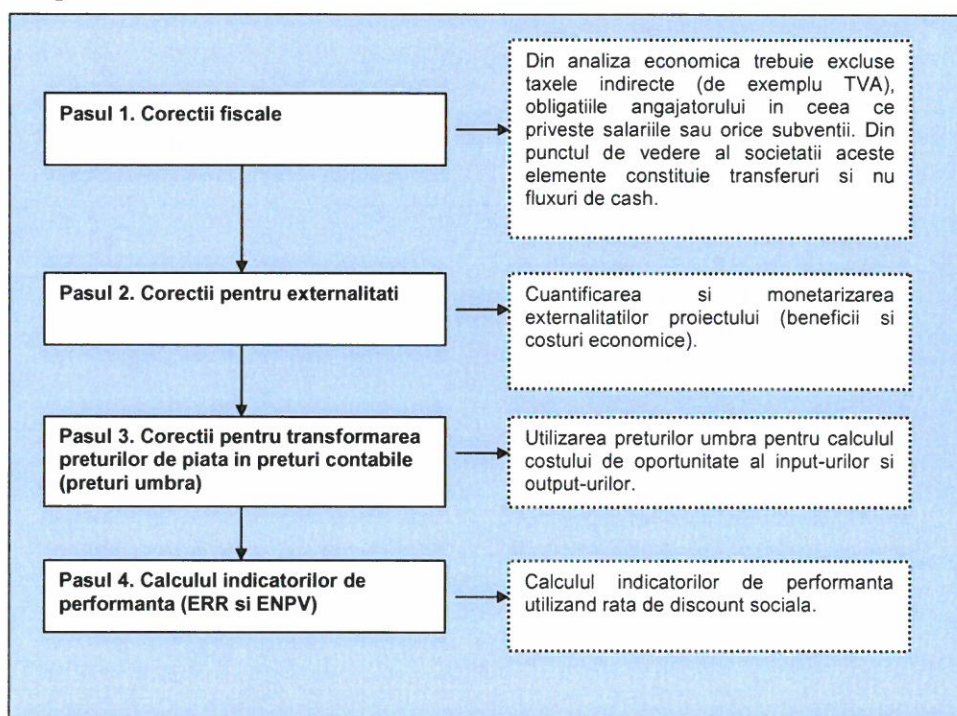 Pasul 1. Corectii fiscale
Din analiza economica trebuie excluse
taxele indirecte (de exemplu TVA),
obligatiile angajatorului in ceea ce
priveste salariile sau orice subventii. Din
punctul de vedere al societatii aceste
elemente constituie transferuri si nu
fluxuri de cash.
Pasul 2. Corectii pentru externalitati
Cuantificarea si monetarizarea
externalitatilor proiectului (beneficii si
costuri economice).
Pasul 3. Corectii pentru transformarea
preturilor de piata in preturi contabile
(preturi umbra)
Utilizarea preturilor umbra pentru calculul
costului de oportunitate al input-urilor si
output-urilor.
Pasul 4. Calculul indicatorilor de
performanta (ERR si ENPV)
Calculul indicatorilor de performanta
utilizand rata de discount sociala.